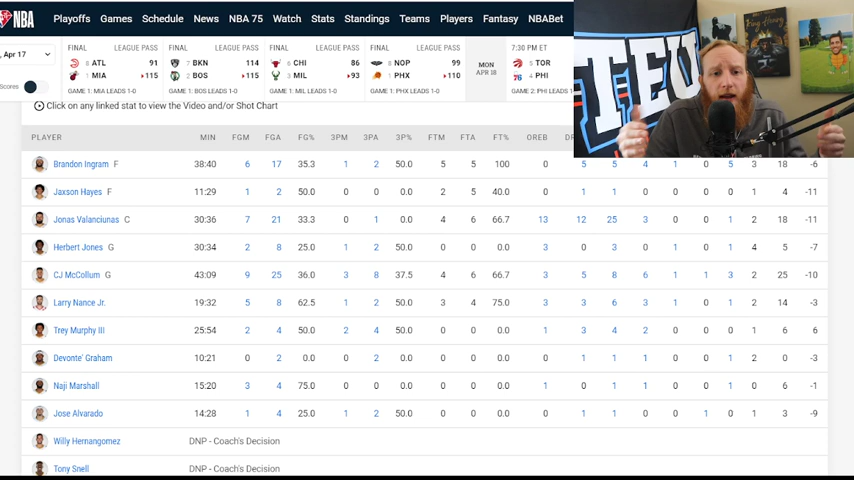 NBA Playoffs Games Schedule News NBA 75 Watch Stats Standings Teams Players Fantasy NBABet
, Apr 17
Scores
FINAL LEAGUE PASS
8 ATL 91
1 MIA 115
GAME 1: MIA LEADS 1-0
FINAL LEAGUE PASS
7 BKN 114
2 BOS 115
GAME 1: BOS LEADS 1-0
FINAL LEAGUE PASS
6 CHI 86
3 MIL 93
GAME 1: MIL LEADS 1-0
FINAL LEAGUE PASS
8 NOP 99
1 PHX 110
GAME 1: PHX LEADS 1-0
MON
APR 18
7:30 PM ET
5 TOR
4 PHI
GAME 2: PHI LEADS
TEU
King Henry
Click on any linked stat to view the Video and/or Shot Chart
PLAYER MIN FGM FGA FG% 3PM 3PA 3P% FTM FTA FT% OREB
Brandon Ingram F 38:40 6 17 35.3 1 2 50.0 5 5 100 0 5 5 4 1 0 5 3 18 -6
Jaxson Hayes F 11:29 1 2 50.0 0 0 0.0 2 5 40.0 0 1 1 0 0 0 0 1 4 -11
Jonas Valanciunas C 30:36 7 21 33.3 0 1 0.0 4 6 66.7 13 12 25 3 0 0 1 2 18 -11
Herbert Jones G 30:34 2 8 25.0 1 2 50.0 0 0 0.0 3 0 3 0 1 0 1 4 5 -7
CJ McCollum G 43:09 9 25 36.0 3 8 37.5 4 6 66.7 3 5 8 6 1 1 3 2 25 -10
Larry Nance Jr. 19:32 5 8 62.5 1 2 50.0 3 4 75.0 3 3 6 3 1 0 1 2 14 -3
Trey Murphy III 25:54 2 4 50.0 2 4 50.0 0 0 0.0 1 3 4 2 0 0 0 1 6 6
Devonte' Graham 10:21 0 2 0.0 0 2 0.0 0 0 0.0 0 1 1 1 0 0 1 2 0 -3
Naji Marshall 15:20 3 4 75.0 0 0 0.0 0 0 0.0 1 0 1 1 0 0 1 0 6 -1
Jose Alvarado 14:28 1 4 25.0 1 2 50.0 0 0 0.0 0 1 1 0 0 1 0 1 3 -9
Willy Hernangomez DNP - Coach's Decision
Tony Snell DNP - Coach's Decision